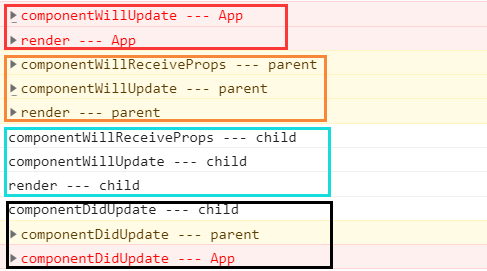 componentWillUpdate --- App
render --- App
componentWillReceiveProps --- parent
componentWillUpdate --- parent
render --- parent
componentWillReceiveProps --- child
componentWillUpdate --- child
render --- child
componentDidUpdate --- child
componentDidUpdate --- parent
componentDidUpdate --- App